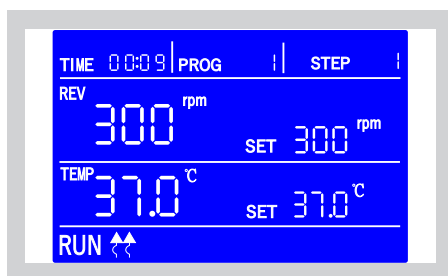 TIME 00:09 PROG 1 STEP 1
REV 300 rpm SET 300 rpm
TEMP 37.0 ℃ SET 37.0 ℃
RUN